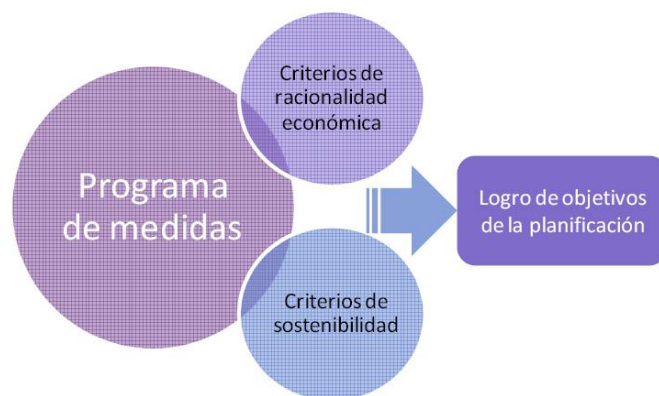 Programa
de medidas
Criterios de
racionalidad
económica
Criterios de
sostenibilidad
Logro de objetivos
de la planificación